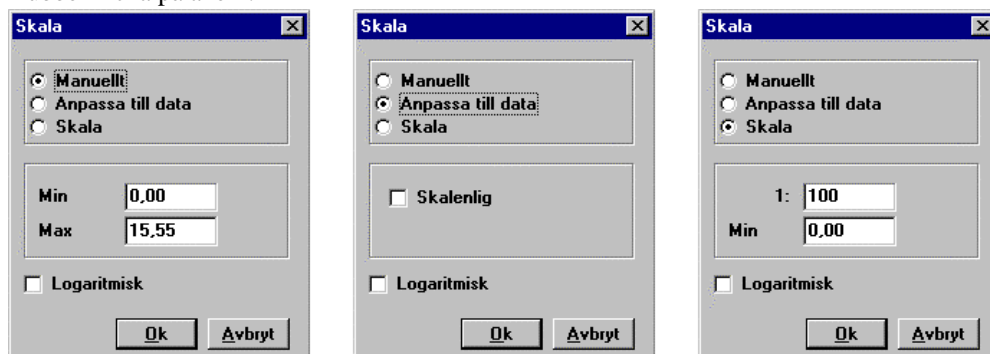 Skala
Manuellt
Anpassa till data
Skala
Min 0,00
Max 15,55
Logaritmisk
Ok Avbryt
Skala
Manuellt
Anpassa till data
Skala
Skalenlig
Logaritmisk
Ok Avbryt
Skala
Manuellt
Anpassa till data
Skala
1: 100
Min 0,00
Logaritmisk
Ok Avbryt